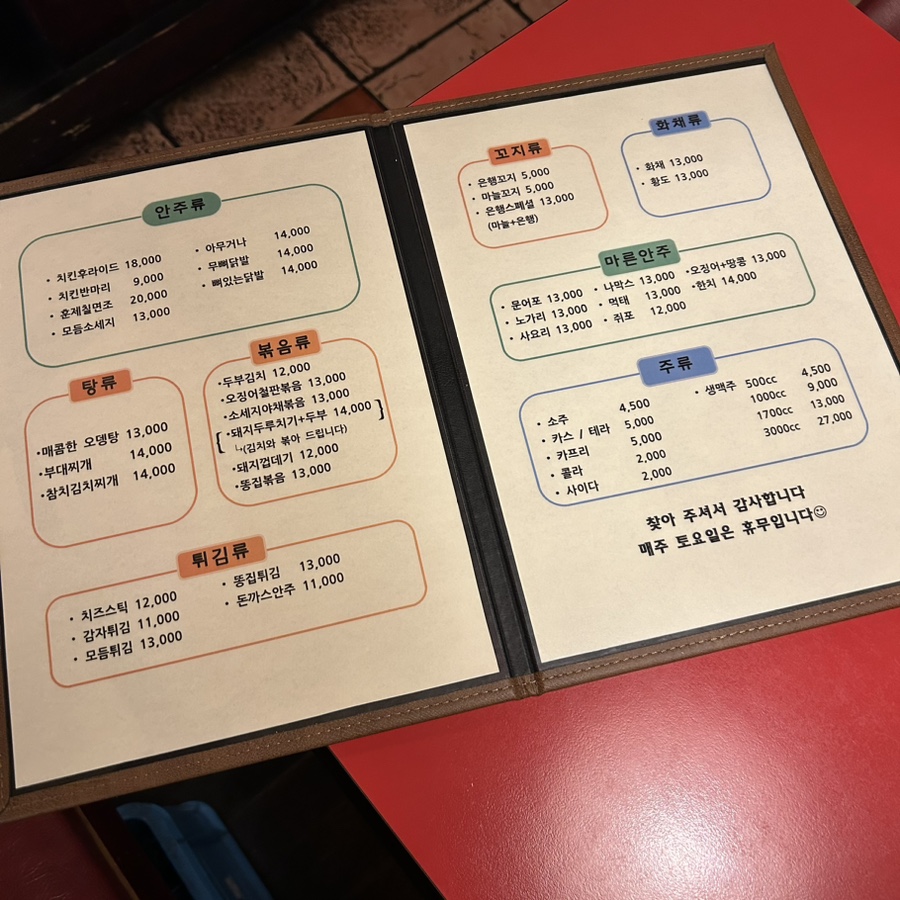 안주류
• 치킨후라이드 18,000
• 치킨반마리 9,000
• 훈제칠면조 20,000
• 모듬소세지 13,000
• 아무거나 14,000
• 무뼈닭발 14,000
• 뼈있는닭발 14,000
탕류
•매콤한 오뎅탕 13,000
•부대찌개 14,000
•참치김치찌개 14,000
볶음류
•두부김치 12,000
•오징어철판볶음 13,000
•소세지야채볶음 13,000
[•돼지두루치기+두부 14,000]
ㄴ(김치와 볶아 드립니다)
•돼지껍데기 12,000
•똥집볶음 13,000
튀김류
• 치즈스틱 12,000
• 감자튀김 11,000
• 모듬튀김 13,000
• 똥집튀김 13,000
• 돈까스안주 11,000
꼬지류
• 은행꼬지 5,000
• 마늘꼬지 5,000
• 은행스페셜 13,000
(마늘+은행)
화채류
• 화채 13,000
• 황도 13,000
마른안주
• 문어포 13,000
• 노가리 13,000
• 사요리 13,000
• 나막스 13,000
• 먹태 13,000
• 쥐포 12,000
•오징어+땅콩 13,000
•한치 14,000
주류
• 소주 4,500
• 카스 / 테라 5,000
• 카프리 5,000
• 콜라 2,000
• 사이다 2,000
• 생맥주 500cc 4,500
1000cc 9,000
1700cc 13,000
3000cc 27,000
찾아 주셔서 감사합니다
매주 토요일은 휴무입니다☺